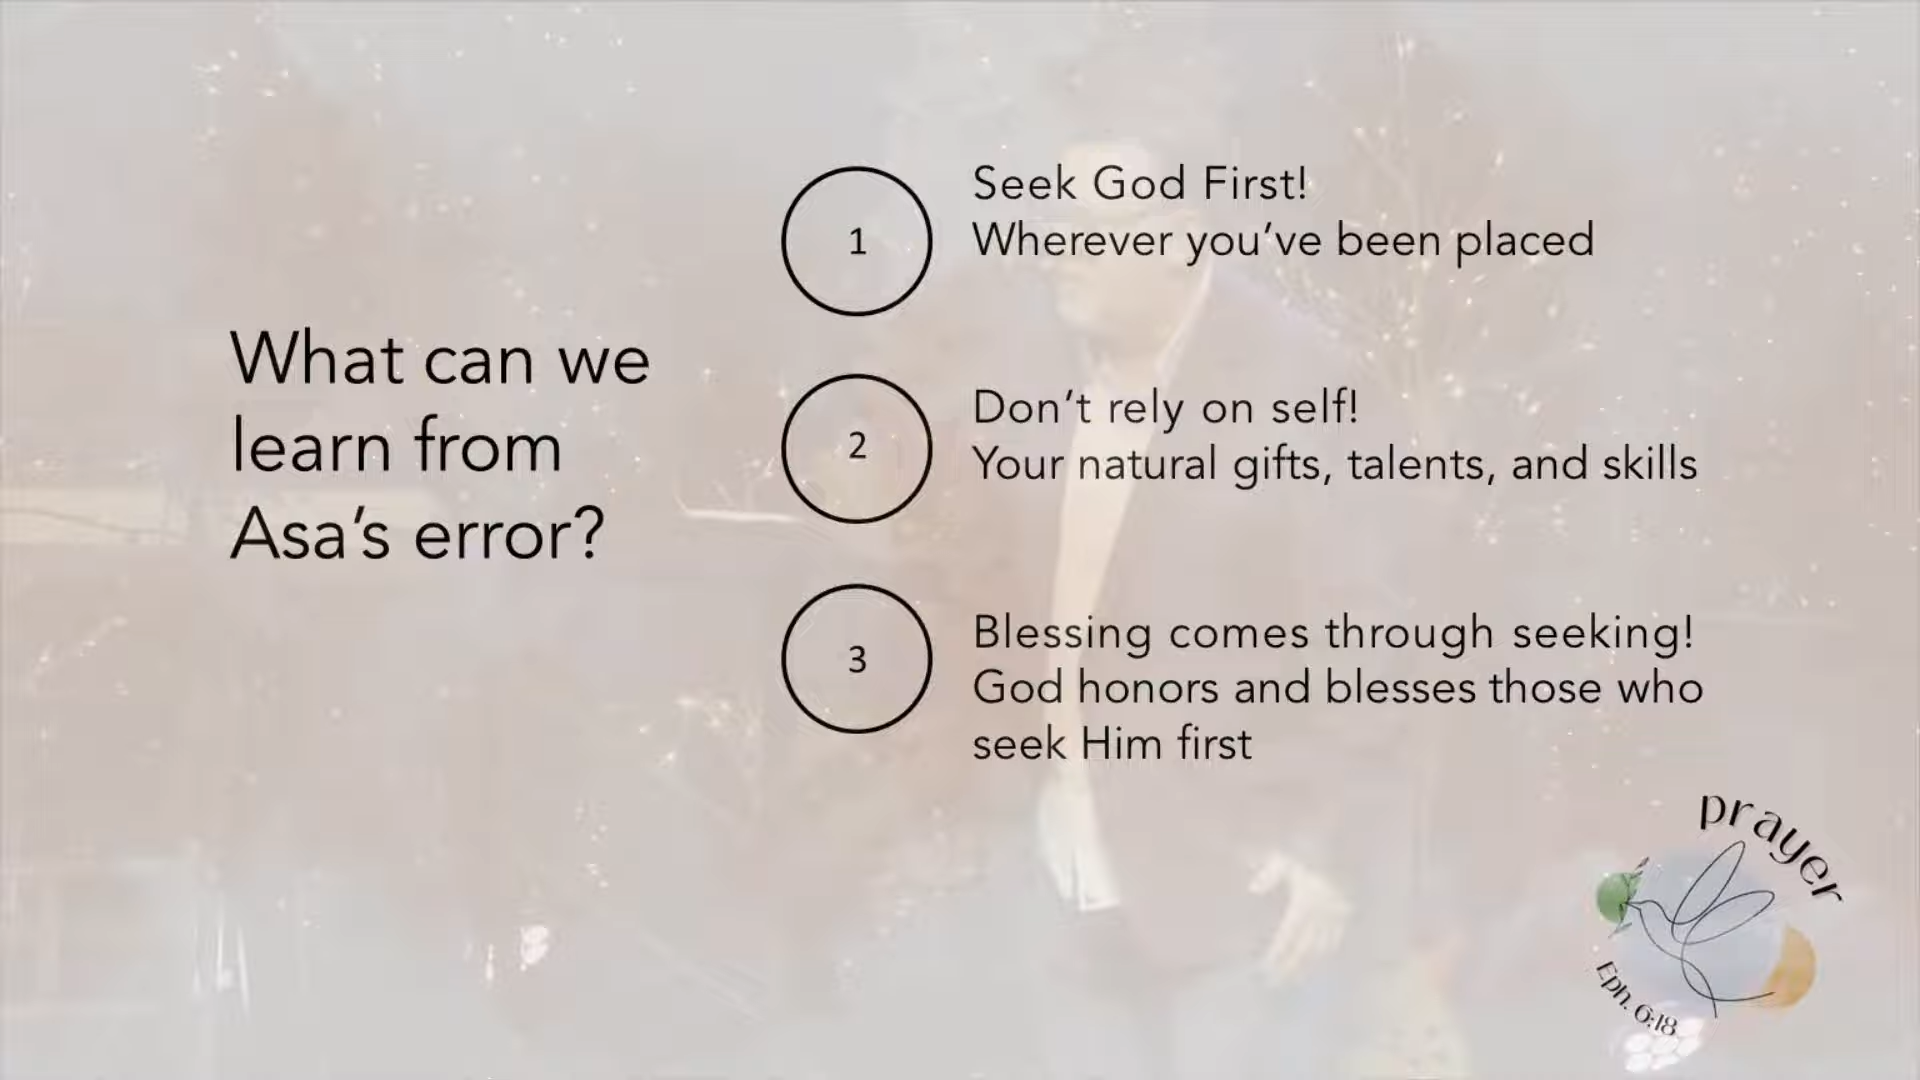 What can we
learn from
Asa's error?
1
Seek God First!
Wherever you've been placed
2
Don't rely on self!
Your natural gifts, talents, and skills
3
Blessing comes through seeking!
God honors and blesses those who
seek Him first
prayer
Eph. 6:18